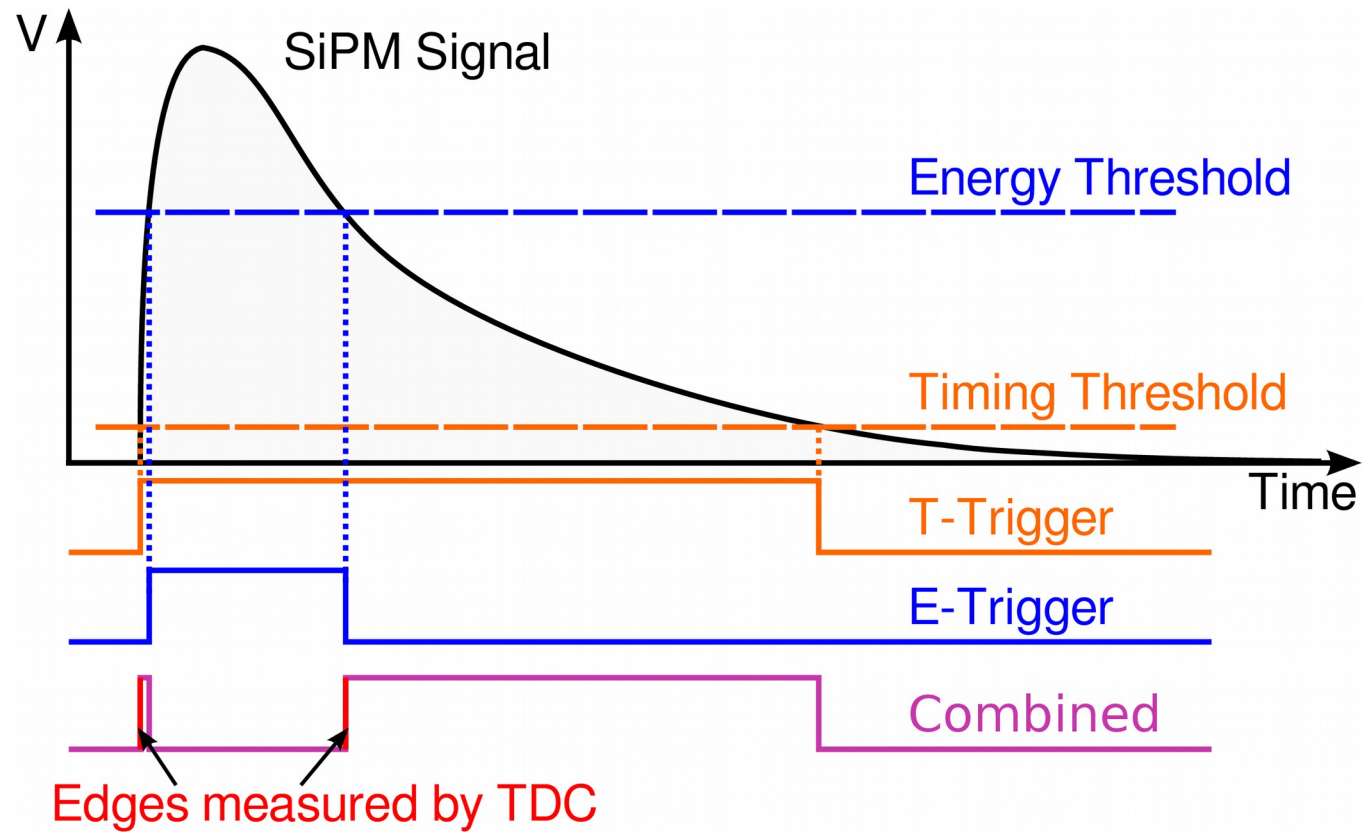 V
SiPM Signal
Energy Threshold
Timing Threshold
Time
T-Trigger
E-Trigger
Combined
Edges measured by TDC